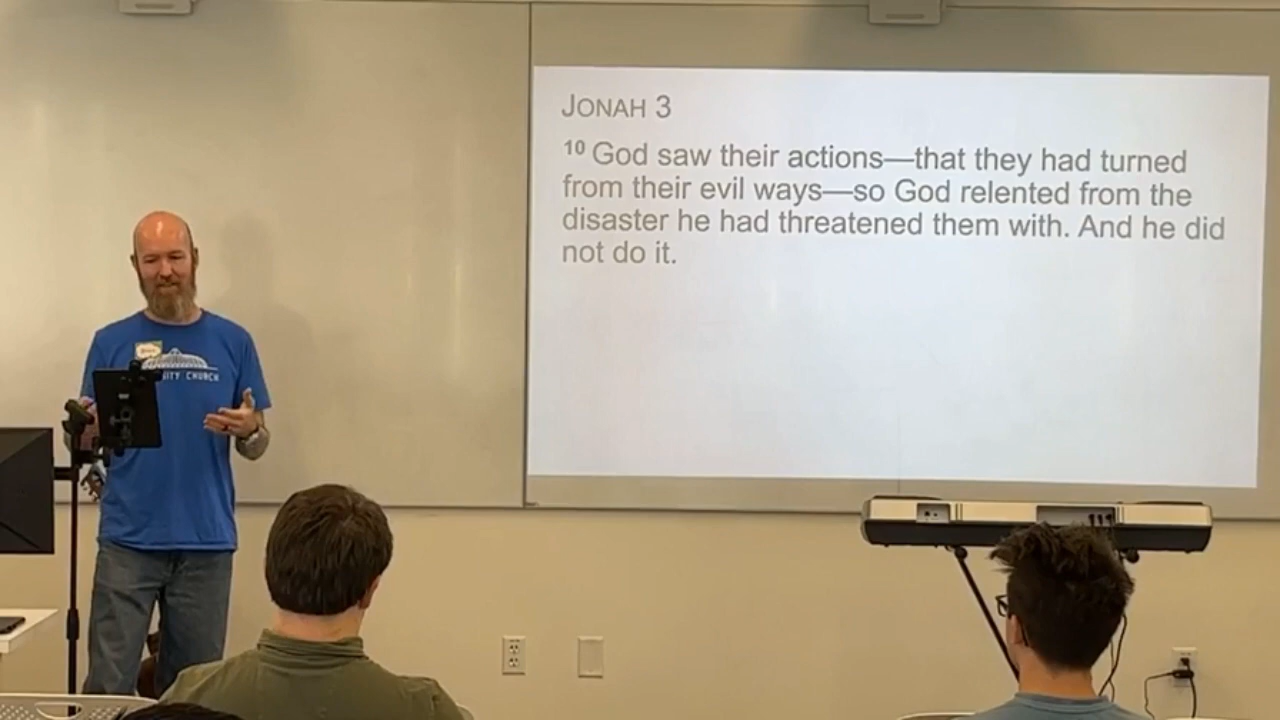 JONAH 3
10 God saw their actions—that they had turned
from their evil ways—so God relented from the
disaster he had threatened them with. And he did
not do it.
CHURCH